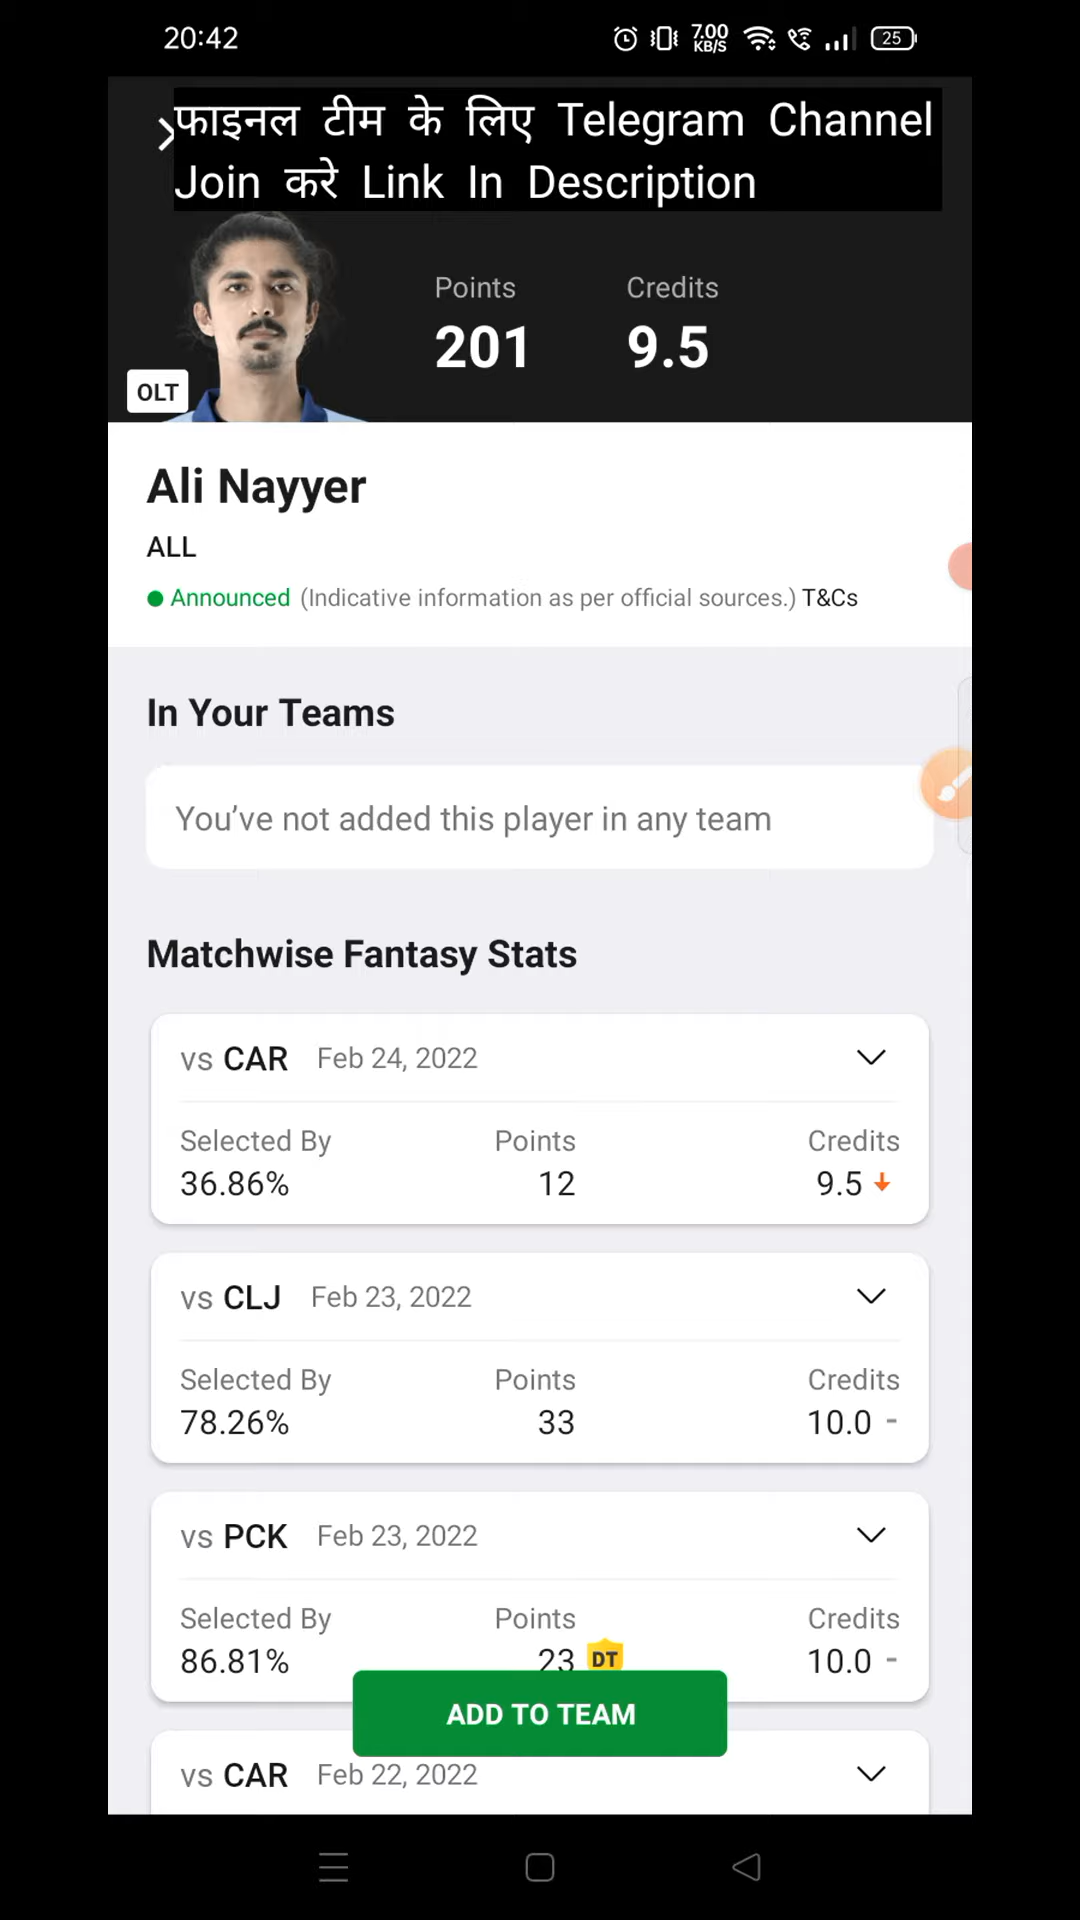 20:42
7.00
KB/S
25
फाइनल टीम के लिए Telegram Channel
Join करे Link In Description
Points
Credits
201
9.5
OLT
Ali Nayyer
ALL
Announced (Indicative information as per official sources.) T&Cs
In Your Teams
You’ve not added this player in any team
Matchwise Fantasy Stats
vs CAR Feb 24, 2022
Selected By Points Credits
36.86% 12 9.5
vs CLJ Feb 23, 2022
Selected By Points Credits
78.26% 33 10.0 -
vs PCK Feb 23, 2022
Selected By Points Credits
86.81% 23 DT 10.0 -
ADD TO TEAM
vs CAR Feb 22, 2022